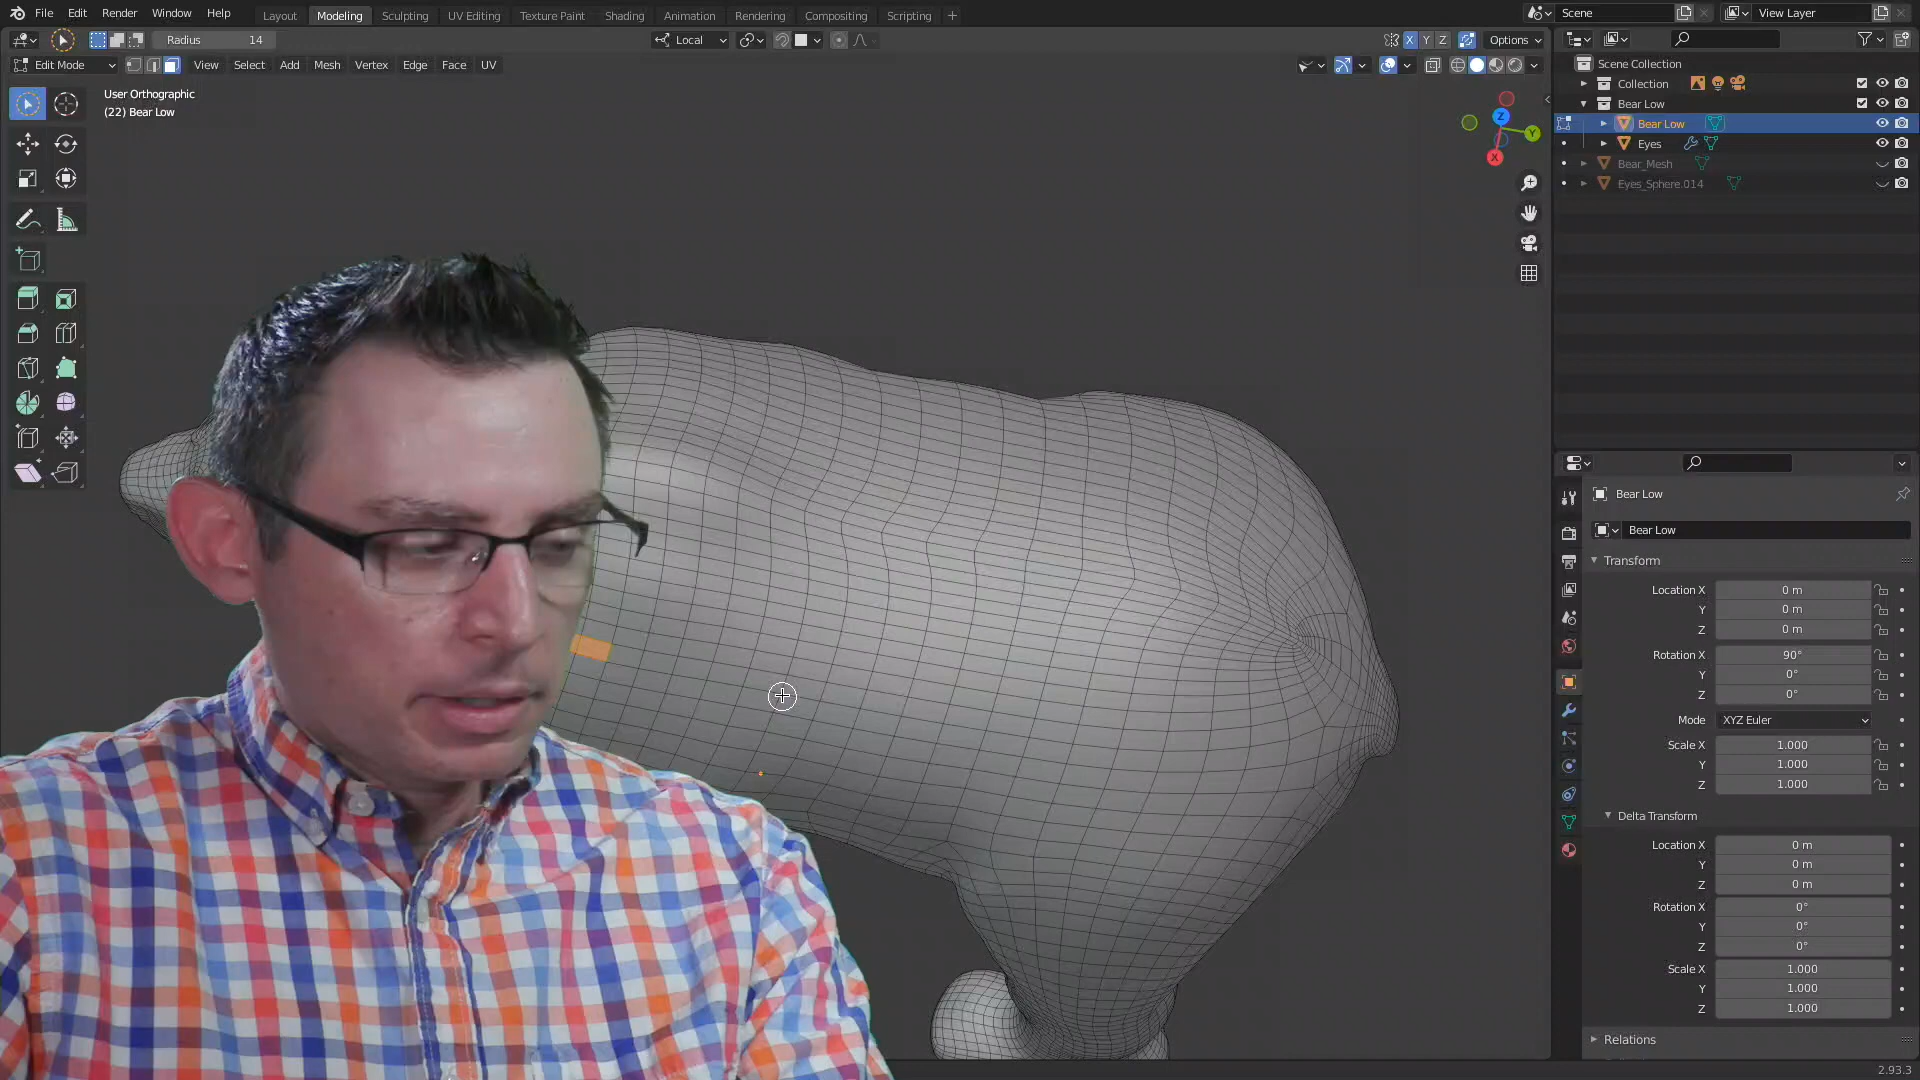 File Edit Render Window Help
Layout Modeling Sculpting UV Editing Texture Paint Shading Animation Rendering Compositing Scripting +
Scene
View Layer
Radius 14
Local
X Y Z
Options
Edit Mode
View Select Add Mesh Vertex Edge Face UV
User Orthographic
(22) Bear Low
Z
Y
X
Scene Collection
Collection
Bear Low
Bear Low
Eyes
Bear_Mesh
Eyes_Sphere.014
Bear Low
Bear Low
Transform
Location X 0 m
Y 0 m
Z 0 m
Rotation X 90°
Y 0°
Z 0°
Mode XYZ Euler
Scale X 1.000
Y 1.000
Z 1.000
Delta Transform
Location X 0 m
Y 0 m
Z 0 m
Rotation X 0°
Y 0°
Z 0°
Scale X 1.000
Y 1.000
Z 1.000
Relations
2.93.3